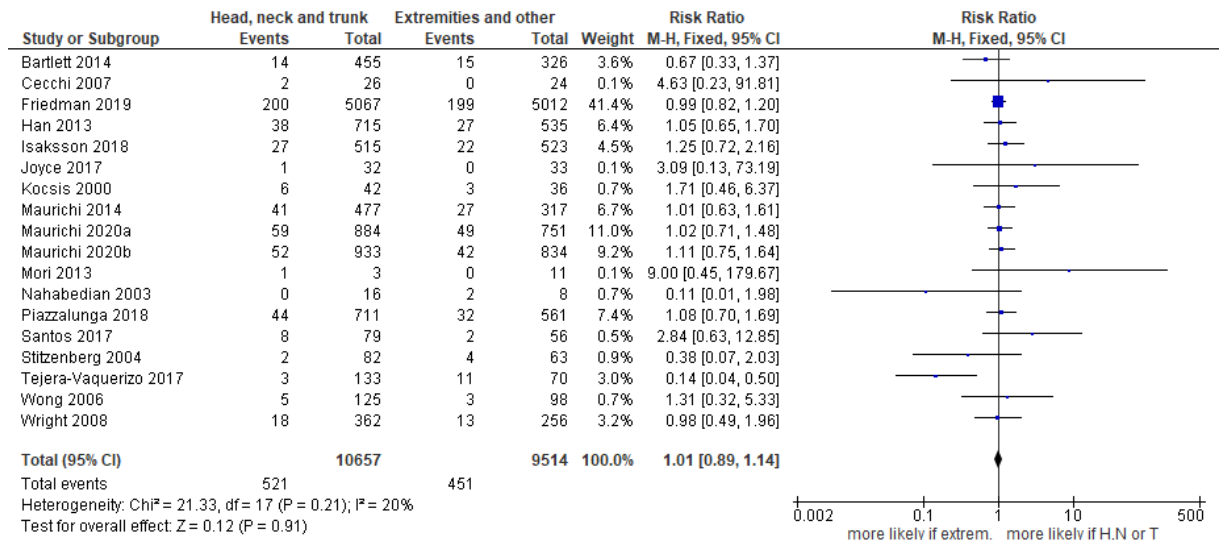 Head, neck and trunk Extremities and other Risk Ratio Risk Ratio
Study or Subgroup Events Total Events Total Weight M-H, Fixed, 95% CI M-H, Fixed, 95% CI
Bartlett 2014 14 455 15 326 3.6% 0.67 [0.33, 1.37]
Cecchi 2007 2 26 0 24 0.1% 4.63 [0.23, 91.81]
Friedman 2019 200 5067 199 5012 41.4% 0.99 [0.82, 1.20]
Han 2013 38 715 27 535 6.4% 1.05 [0.65, 1.70]
Isaksson 2018 27 515 22 523 4.5% 1.25 [0.72, 2.16]
Joyce 2017 1 32 0 33 0.1% 3.09 [0.13, 73.19]
Kocsis 2000 6 42 3 36 0.7% 1.71 [0.46, 6.37]
Maurichi 2014 41 477 27 317 6.7% 1.01 [0.63, 1.61]
Maurichi 2020a 59 884 49 751 11.0% 1.02 [0.71, 1.48]
Maurichi 2020b 52 933 42 834 9.2% 1.11 [0.75, 1.64]
Mori 2013 1 3 0 11 0.1% 9.00 [0.45, 179.67]
Nahabedian 2003 0 16 2 8 0.7% 0.11 [0.01, 1.98]
Piazzalunga 2018 44 711 32 561 7.4% 1.08 [0.70, 1.69]
Santos 2017 8 79 2 56 0.5% 2.84 [0.63, 12.85]
Stitzenberg 2004 2 82 4 63 0.9% 0.38 [0.07, 2.03]
Tejera-Vaquerizo 2017 3 133 11 70 3.0% 0.14 [0.04, 0.50]
Wong 2006 5 125 3 98 0.7% 1.31 [0.32, 5.33]
Wright 2008 18 362 13 256 3.2% 0.98 [0.49, 1.96]
Total (95% CI) 10657 9514 100.0% 1.01 [0.89, 1.14]
Total events 521 451
Heterogeneity: Chi² = 21.33, df = 17 (P = 0.21); I² = 20%
Test for overall effect: Z = 0.12 (P = 0.91)
0.002 0.1 1 10 500
more likely if extrem. more likely if H.N or T